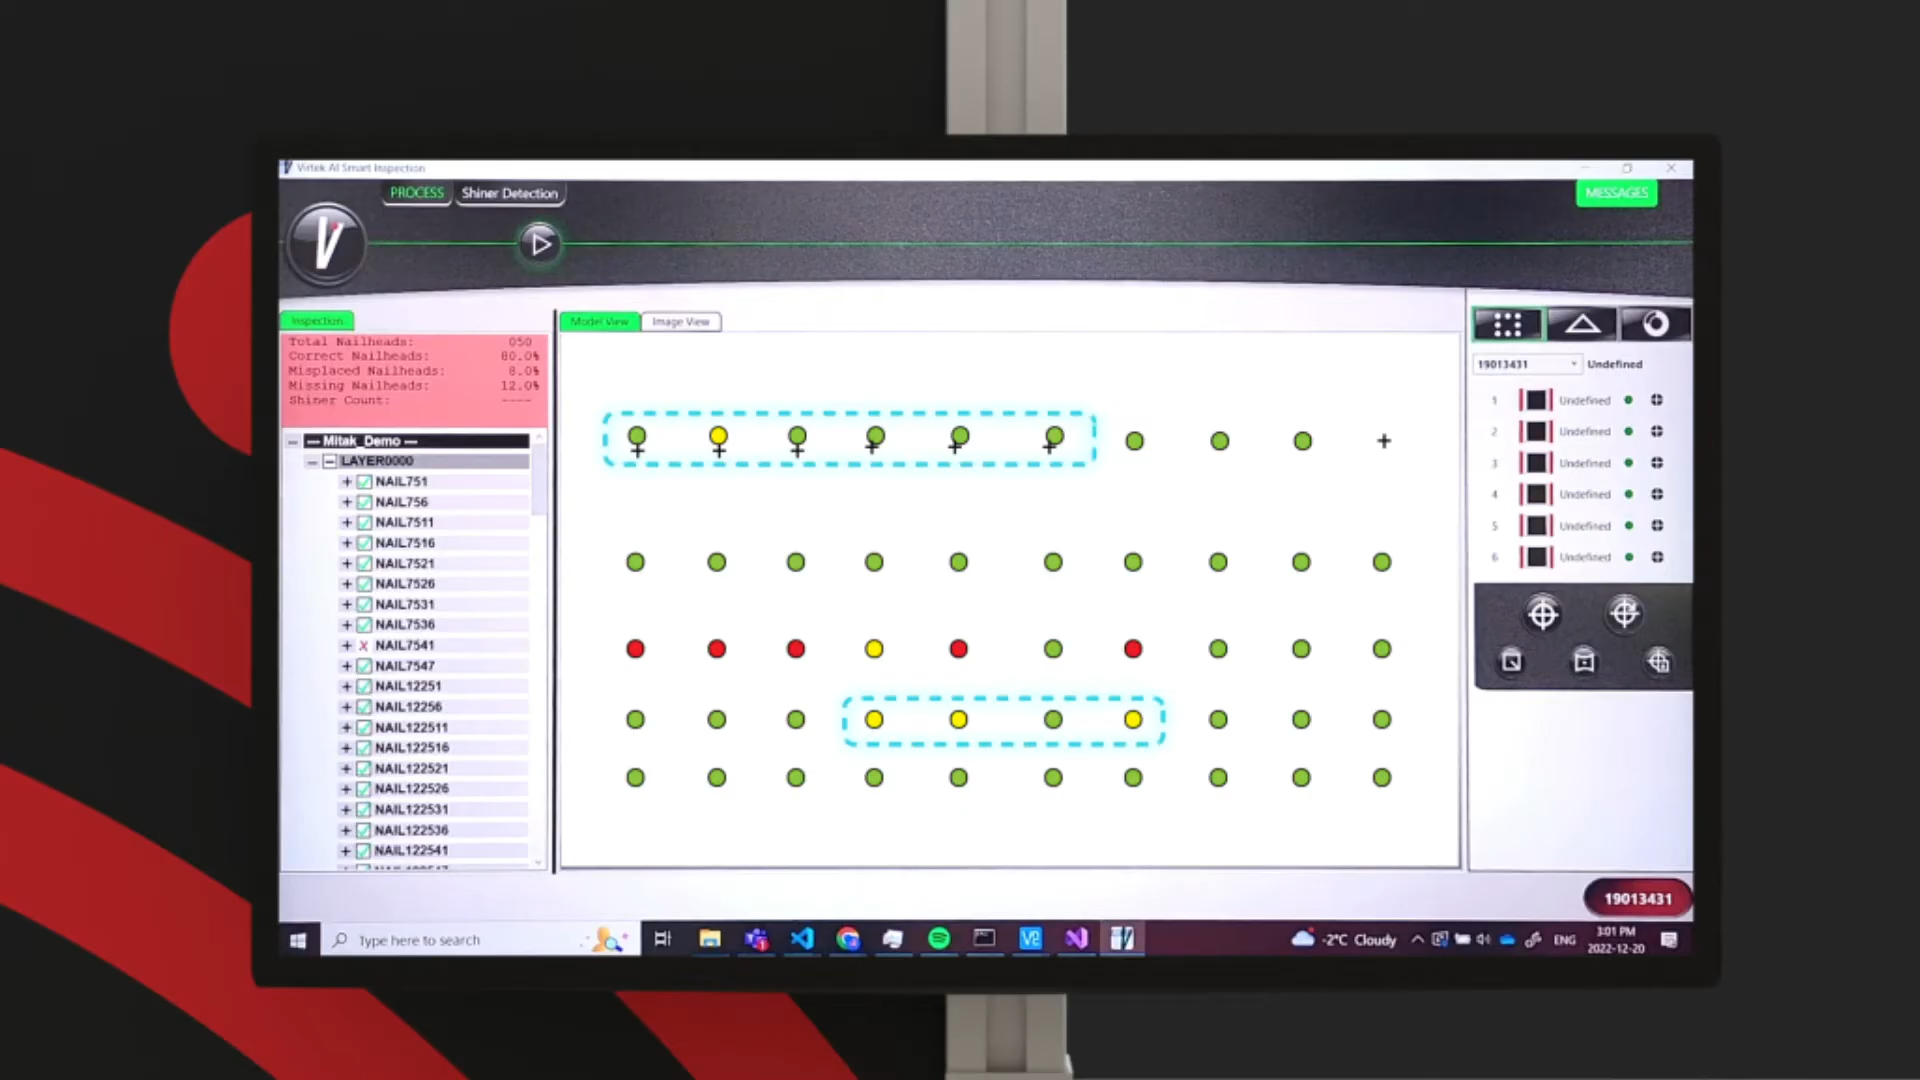 Virtek AI Smart Inspection
PROCESS
Shiner Detection
MESSAGES
Inspection
Total Nailheads: 050
Correct Nailheads: 80.0%
Misplaced Nailheads: 8.0%
Missing Nailheads: 12.0%
Shiner Count: ----
— Mitak_Demo —
LAYER0000
NAIL751
NAIL756
NAIL7511
NAIL7516
NAIL7521
NAIL7526
NAIL7531
NAIL7536
NAIL7541
NAIL7547
NAIL12251
NAIL12256
NAIL122511
NAIL122516
NAIL122521
NAIL122526
NAIL122531
NAIL122536
NAIL122541
Model View
Image View
19013431 Undefined
1 Undefined
2 Undefined
3 Undefined
4 Undefined
5 Undefined
6 Undefined
19013431
Type here to search
-2°C Cloudy
ENG
3:01 PM
2022-12-20